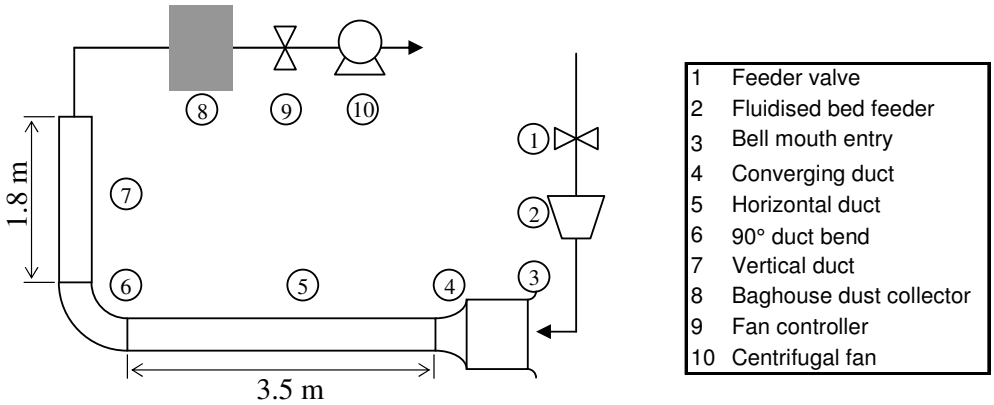 8
9
10
1
2
3
4
5
6
7
1.8 m
3.5 m
1 Feeder valve
2 Fluidised bed feeder
3 Bell mouth entry
4 Converging duct
5 Horizontal duct
6 90° duct bend
7 Vertical duct
8 Baghouse dust collector
9 Fan controller
10 Centrifugal fan